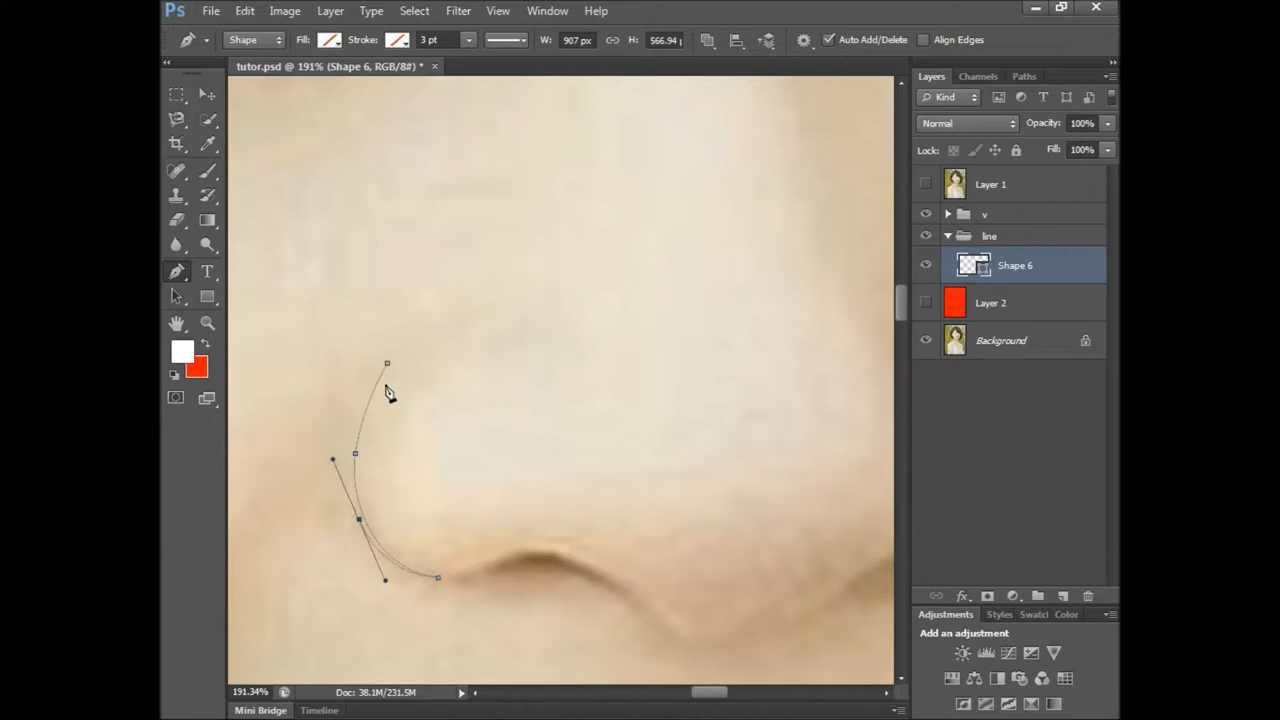 Ps File Edit Image Layer Type Select Filter View Window Help
Shape Fill: Stroke: 3 pt W: 907 px H: 566.94 Auto Add/Delete Align Edges
tutor.psd @ 191% (Shape 6, RGB/8#) *
Layers Channels Paths
Kind
Normal Opacity: 100%
Lock: Fill: 100%
Layer 1
v
line
Shape 6
Layer 2
Background
fx
Adjustments Styles Swatcl Color
Add an adjustment
191.34% Doc: 38.1M/231.5M
Mini Bridge Timeline